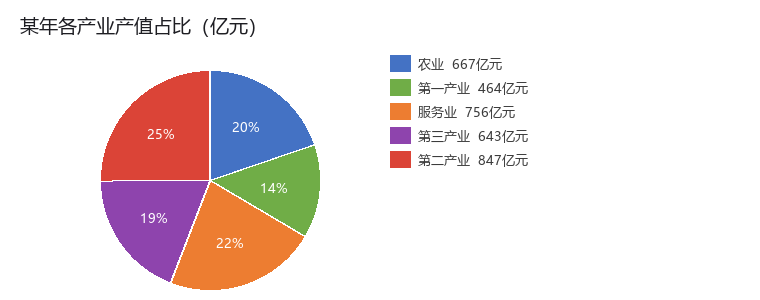 某年各产业产值占比（亿元）
农业 667亿元
第一产业 464亿元
服务业 756亿元
第三产业 643亿元
第二产业 847亿元
25%
20%
14%
19%
22%